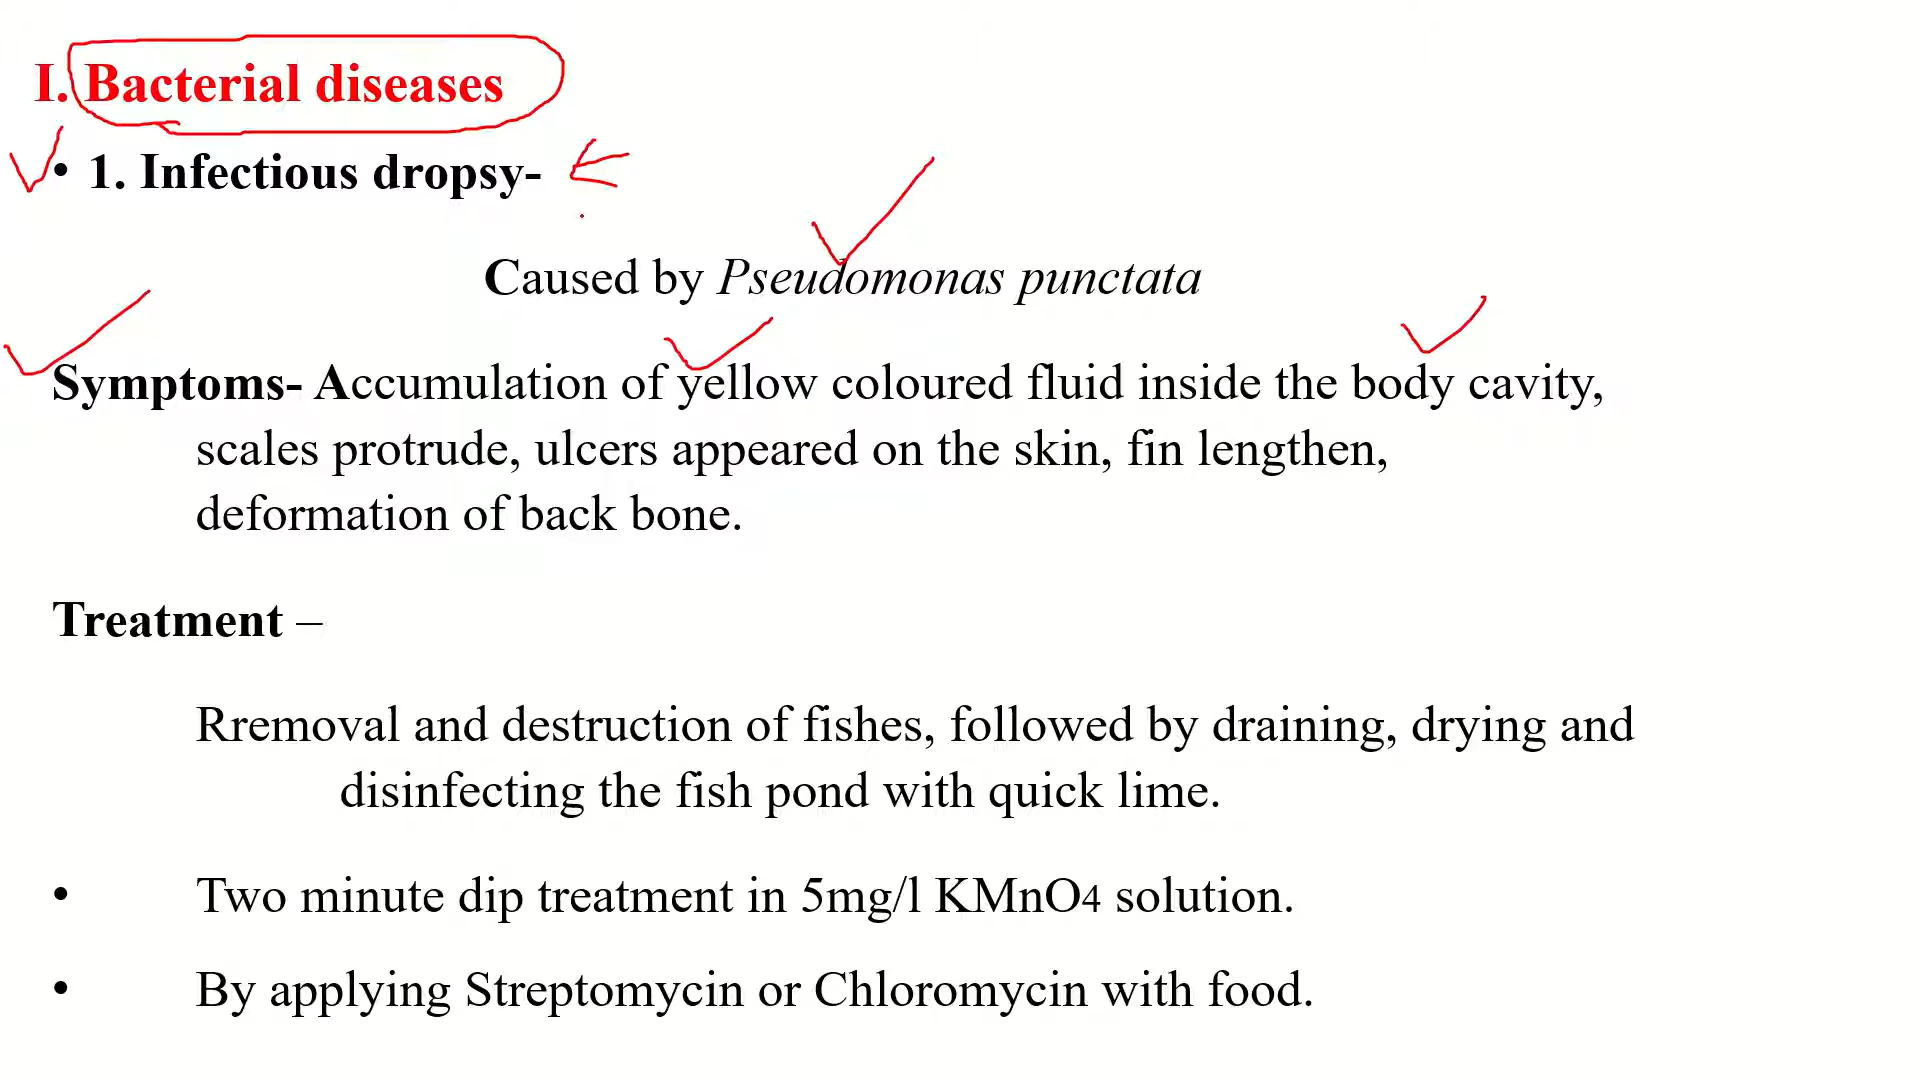 I. Bacterial diseases
• 1. Infectious dropsy-
Caused by Pseudomonas punctata
Symptoms- Accumulation of yellow coloured fluid inside the body cavity,
scales protrude, ulcers appeared on the skin, fin lengthen,
deformation of back bone.
Treatment –
Rremoval and destruction of fishes, followed by draining, drying and
disinfecting the fish pond with quick lime.
• Two minute dip treatment in 5mg/l KMnO4 solution.
• By applying Streptomycin or Chloromycin with food.